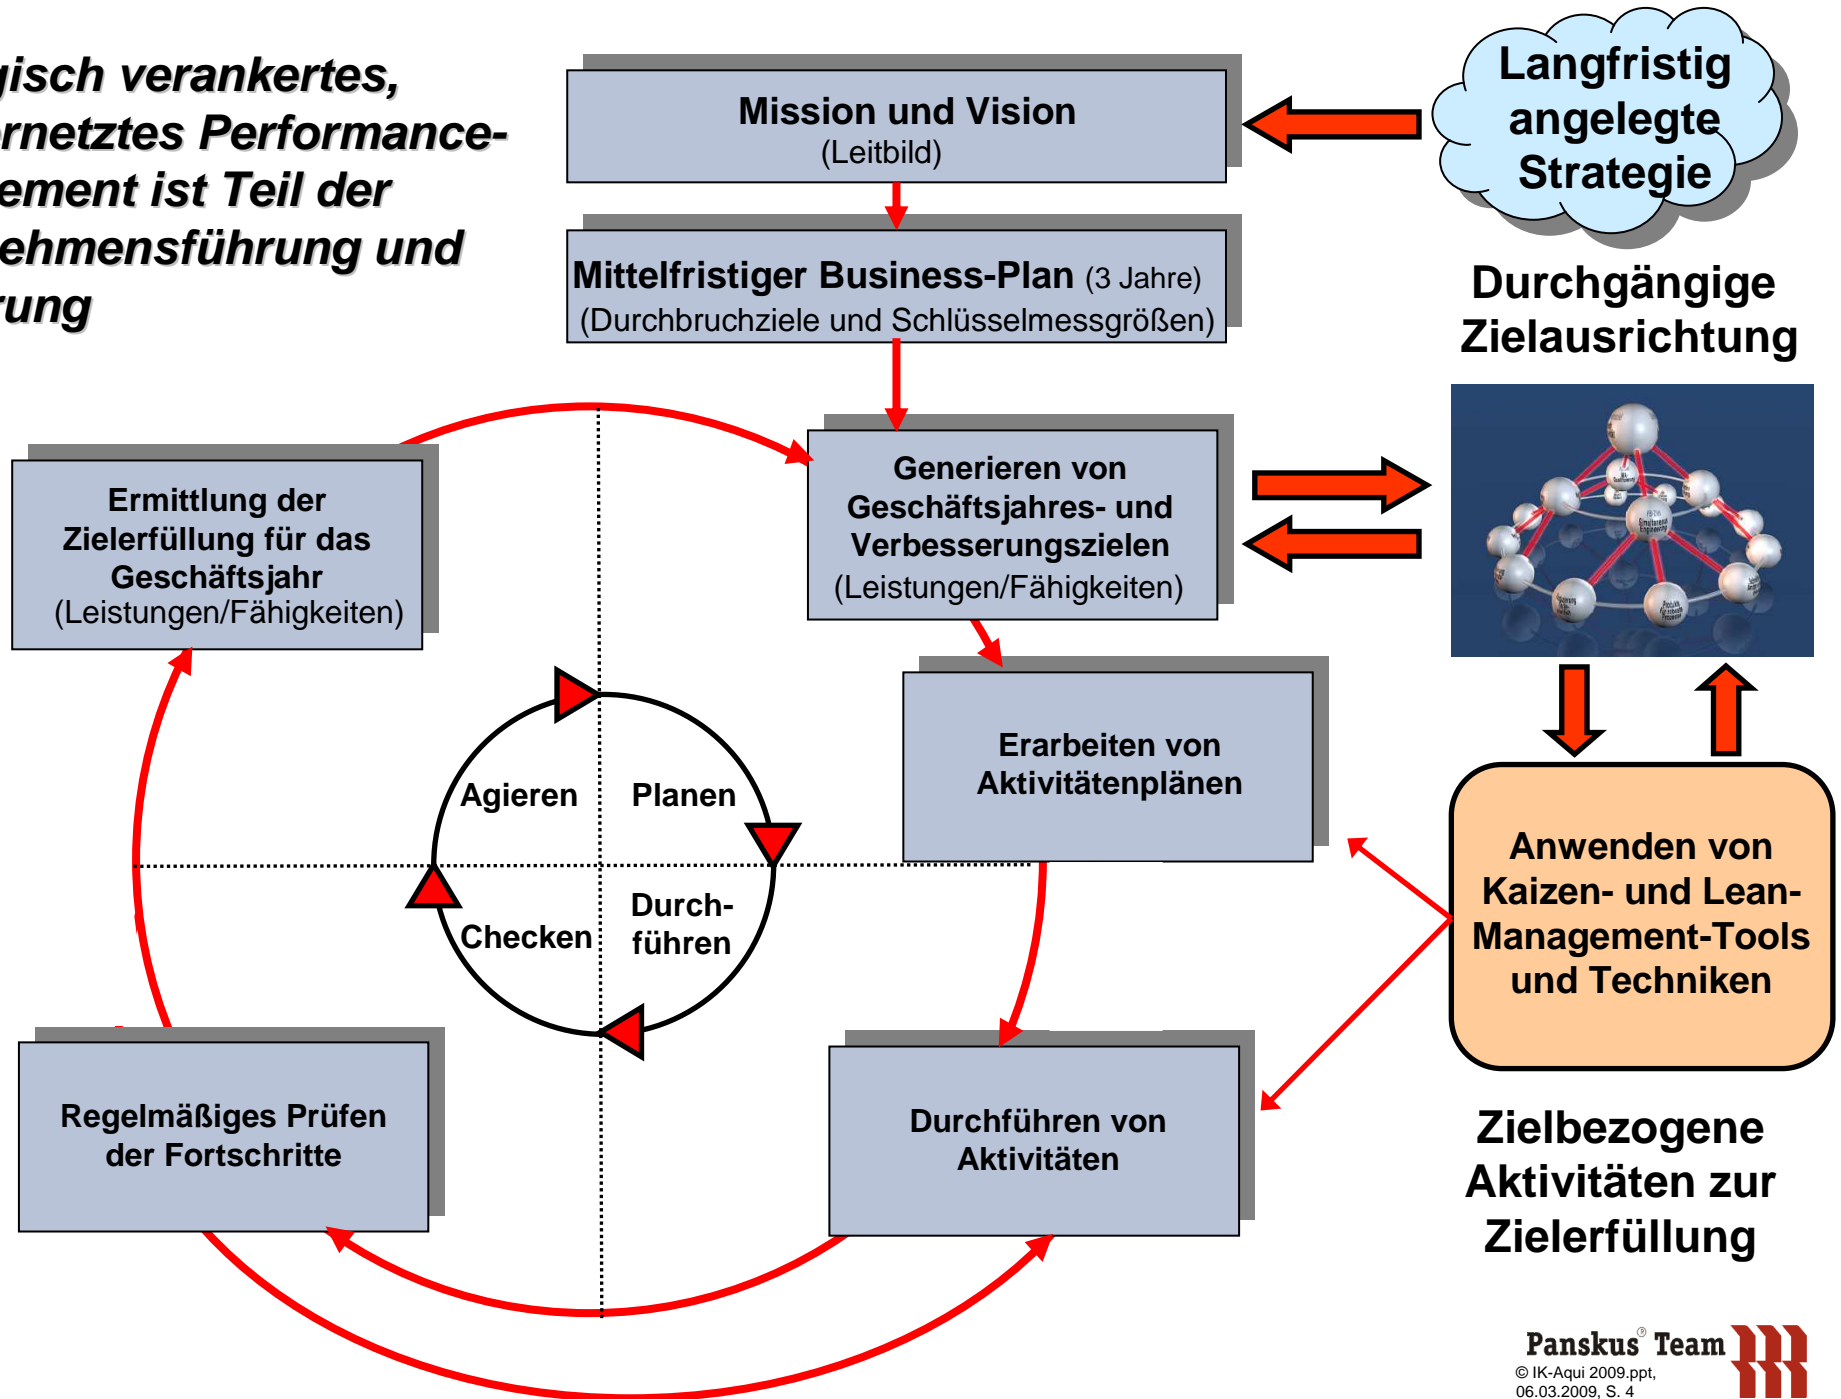 gisch verankertes,
ernetztes Performance-
ement ist Teil der
ehmensführung und
rung
Mission und Vision
(Leitbild)
Langfristig
angelegte
Strategie
Mittelfristiger Business-Plan (3 Jahre)
(Durchbruchziele und Schlüsselmessgrößen)
Durchgängige
Zielausrichtung
Ermittlung der
Zielerfüllung für das
Geschäftsjahr
(Leistungen/Fähigkeiten)
Generieren von
Geschäftsjahres- und
Verbesserungszielen
(Leistungen/Fähigkeiten)
Simultaneous
Engineering
Erarbeiten von
Aktivitätenplänen
Agieren
Planen
Checken
Durch-
führen
Anwenden von
Kaizen- und Lean-
Management-Tools
und Techniken
Regelmäßiges Prüfen
der Fortschritte
Durchführen von
Aktivitäten
Zielbezogene
Aktivitäten zur
Zielerfüllung
Panskus® Team
© IK-Aqui 2009.ppt,
06.03.2009, S. 4